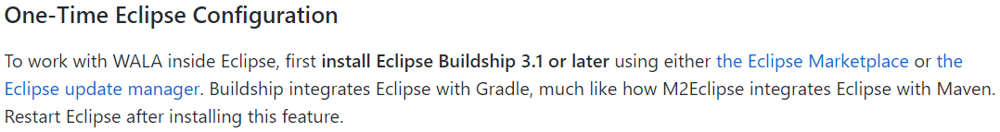 One-Time Eclipse Configuration
To work with WALA inside Eclipse, first install Eclipse Buildship 3.1 or later using either the Eclipse Marketplace or the
Eclipse update manager. Buildship integrates Eclipse with Gradle, much like how M2Eclipse integrates Eclipse with Maven.
Restart Eclipse after installing this feature.